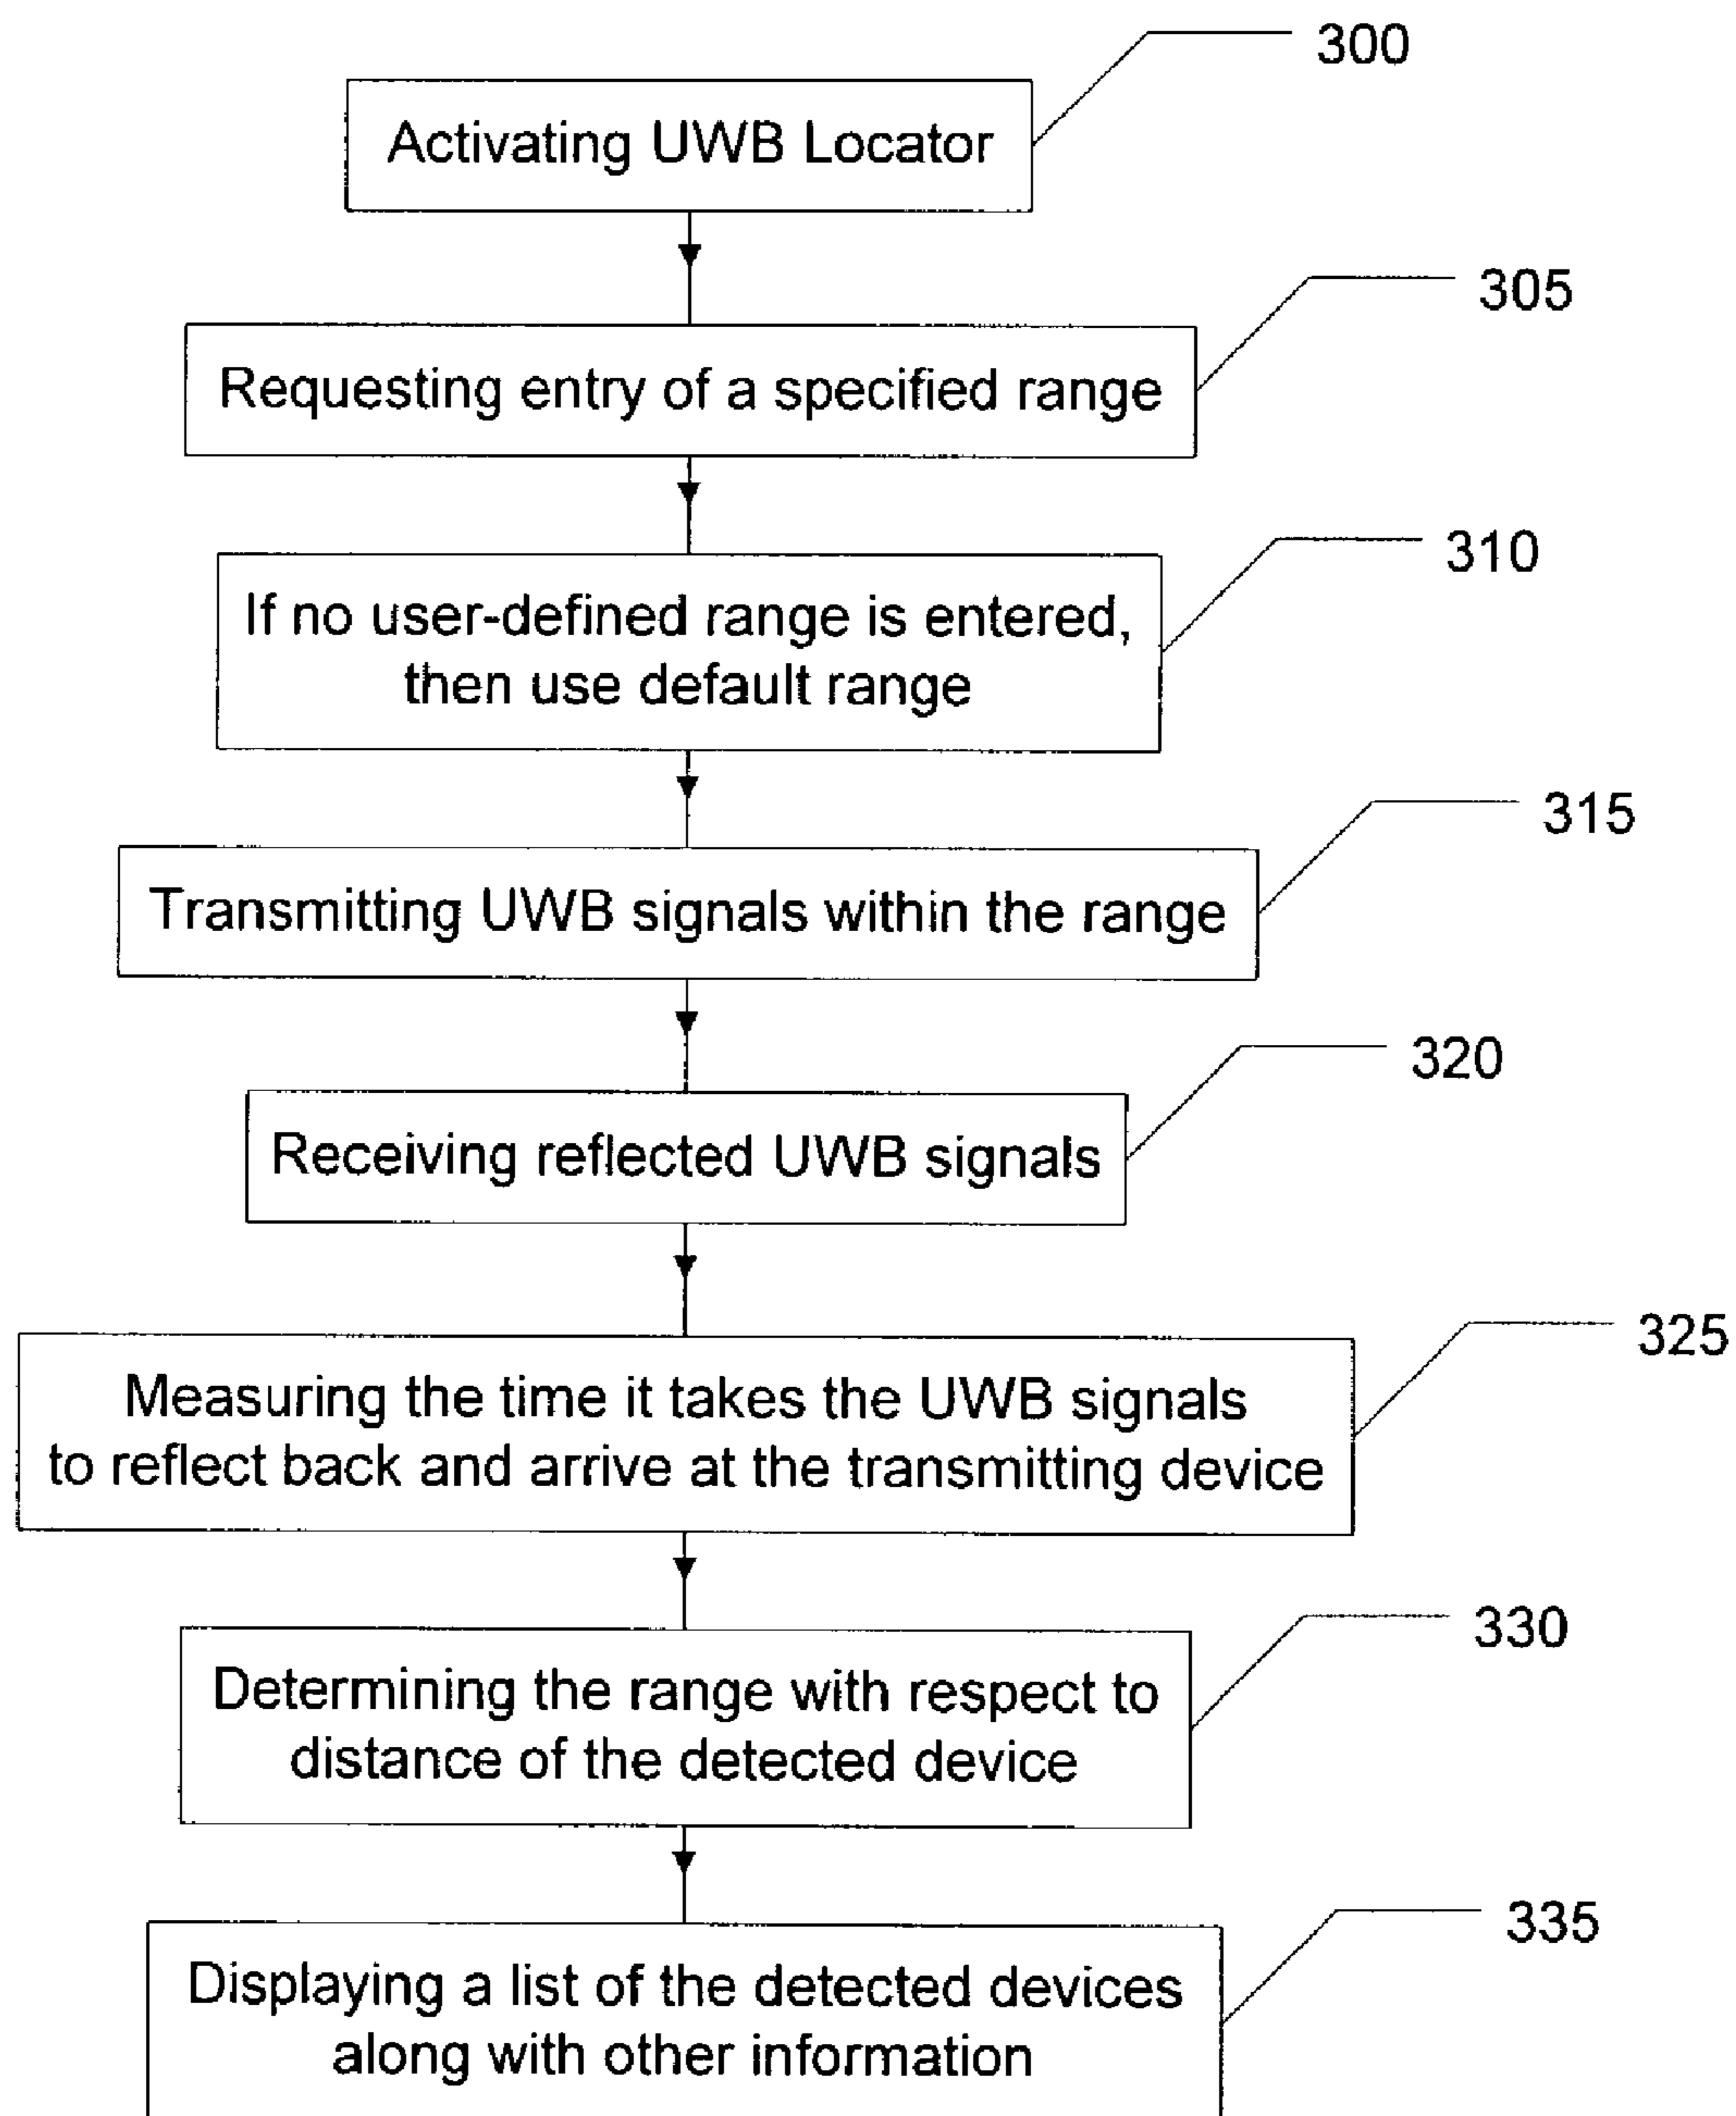 300
Activating UWB Locator
305
Requesting entry of a specified range
310
If no user-defined range is entered,
then use default range
315
Transmitting UWB signals within the range
320
Receiving reflected UWB signals
325
Measuring the time it takes the UWB signals
to reflect back and arrive at the transmitting device
330
Determining the range with respect to
distance of the detected device
335
Displaying a list of the detected devices
along with other information